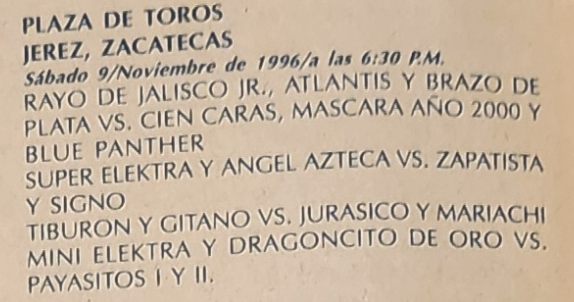 PLAZA DE TOROS
JEREZ, ZACATECAS
Sábado 9/Noviembre de 1996/a las 6:30 P.M.
RAYO DE JALISCO JR., ATLANTIS Y BRAZO DE
PLATA VS. CIEN CARAS, MASCARA AÑO 2000 Y
BLUE PANTHER
SUPER ELEKTRA Y ANGEL AZTECA VS. ZAPATISTA
Y SIGNO
TIBURON Y GITANO VS. JURASICO Y MARIACHI
MINI ELEKTRA Y DRAGONCITO DE ORO VS.
PAYASITOS I Y II.